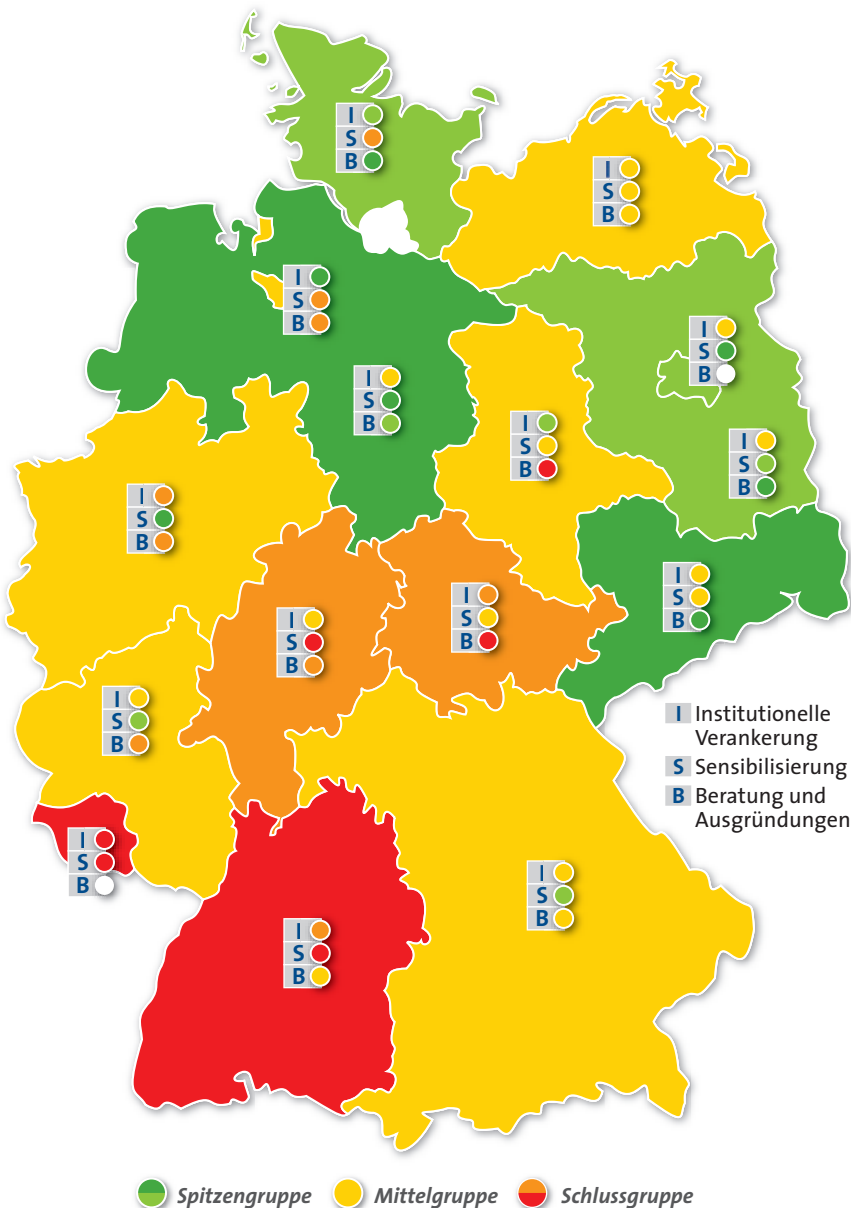 I
S
B
I
S
B
I
S
B
I
S
B
I
S
B
I
S
B
I
S
B
I
S
B
I
S
B
I
S
B
I
S
B
I
S
B
I Institutionelle
Verankerung
S Sensibilisierung
B Beratung und
Ausgründungen
I
S
B
I
S
B
I
S
B
Spitzengruppe Mittelgruppe Schlussgruppe